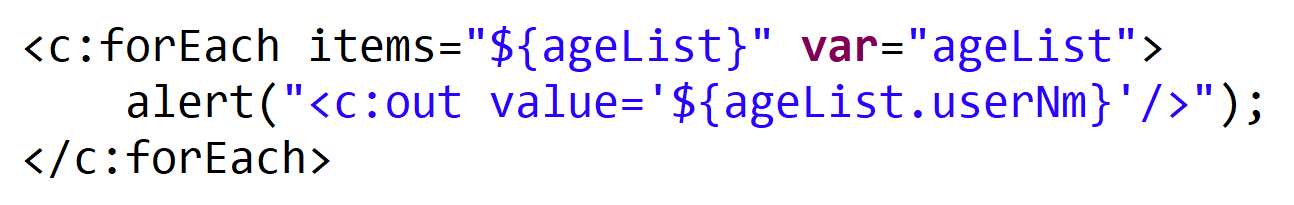 <c:forEach items="${ageList}" var="ageList">
    alert("<c:out value='${ageList.userNm}'/>");
</c:forEach>